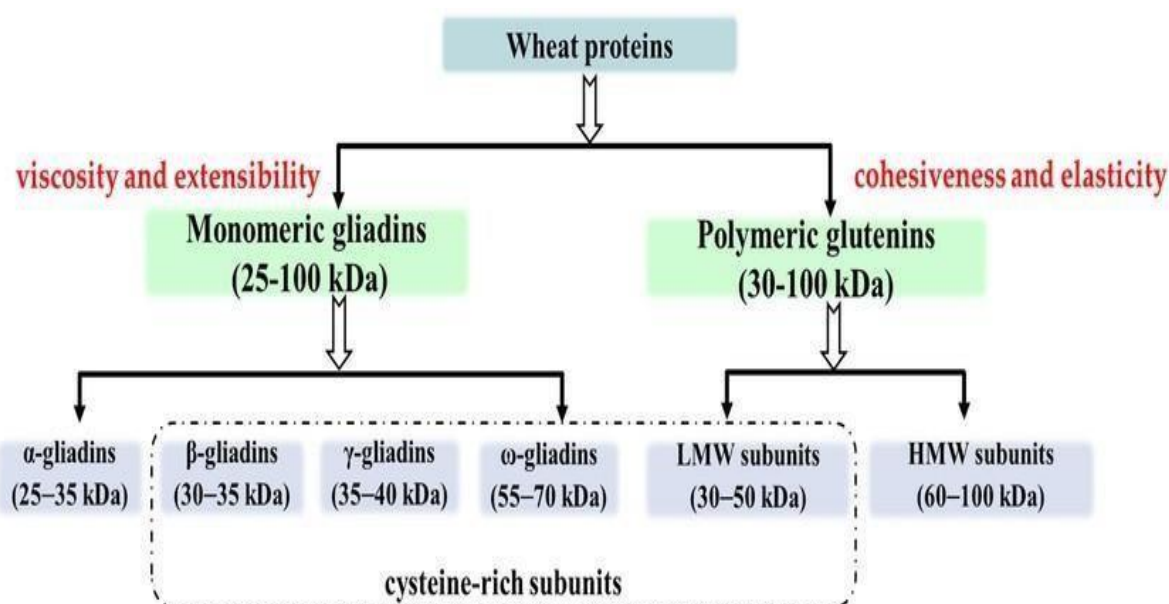 Wheat proteins
viscosity and extensibility
cohesiveness and elasticity
Monomeric gliadins
(25-100 kDa)
Polymeric glutenins
(30-100 kDa)
α-gliadins
(25–35 kDa)
β-gliadins
(30–35 kDa)
γ-gliadins
(35–40 kDa)
ω-gliadins
(55–70 kDa)
LMW subunits
(30–50 kDa)
HMW subunits
(60–100 kDa)
cysteine-rich subunits